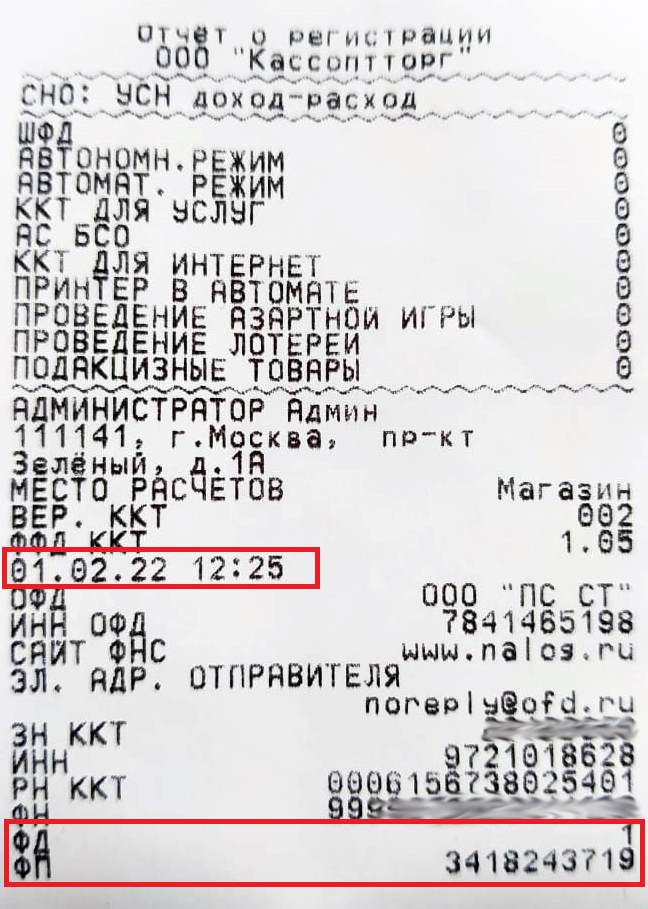 Отчёт о регистрации
ООО "Кассоптторг"
СНО: УСН доход-расход
ШФД 0
АВТОНОМН.РЕЖИМ 0
АВТОМАТ. РЕЖИМ 0
ККТ ДЛЯ УСЛУГ 0
АС БСО 0
ККТ ДЛЯ ИНТЕРНЕТ 0
ПРИНТЕР В АВТОМАТЕ 0
ПРОВЕДЕНИЕ АЗАРТНОЙ ИГРЫ 0
ПРОВЕДЕНИЕ ЛОТЕРЕИ 0
ПОДАКЦИЗНЫЕ ТОВАРЫ 0
АДМИНИСТРАТОР Админ
111141, г.Москва, пр-кт
Зелёный, д.1А
МЕСТО РАСЧЕТОВ Магазин
ВЕР. ККТ 002
ФФД ККТ 1.05
01.02.22 12:25
ОФД ООО "ПС СТ"
ИНН ОФД 7841465198
САЙТ ФНС www.nalog.ru
ЭЛ. АДР. ОТПРАВИТЕЛЯ
noreply@ofd.ru
ЗН ККТ
ИНН 9721018628
РН ККТ 0006156738025401
ФН 999
ФД 1
ФП 3418243719